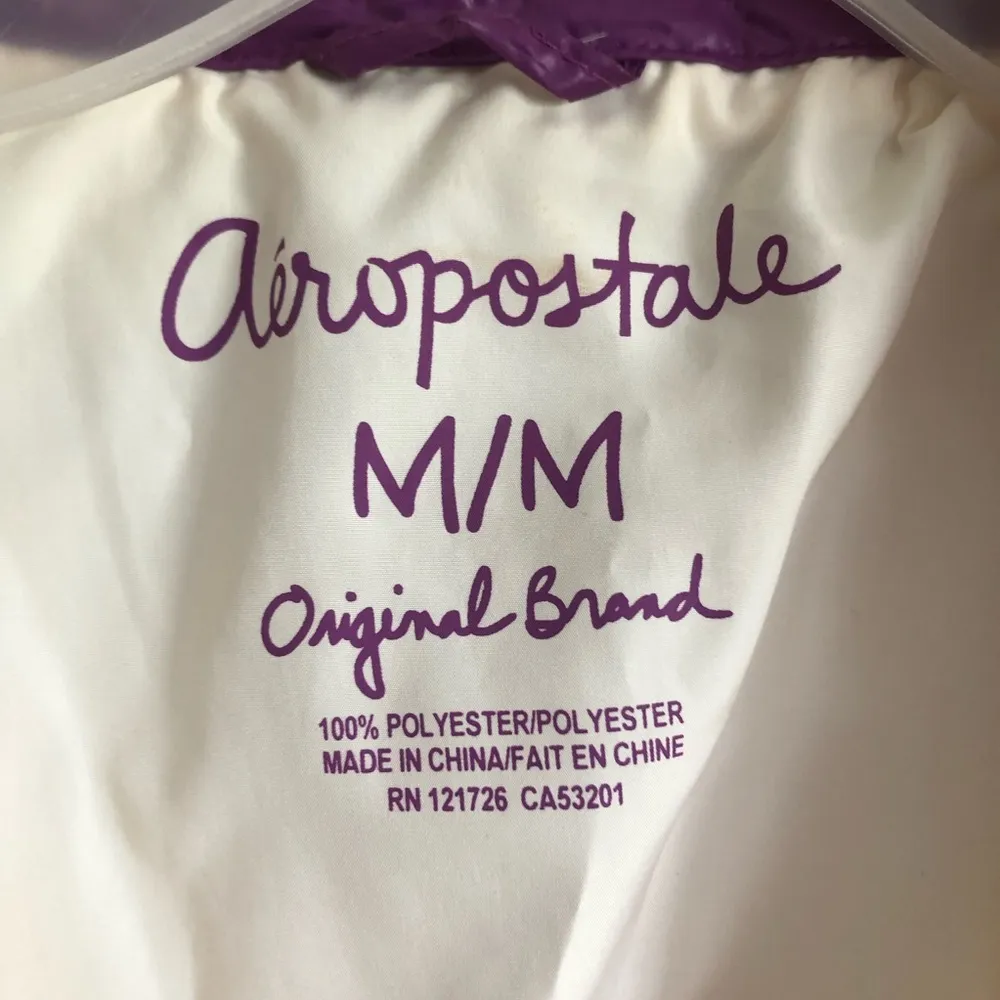 aéropostale
M/M
Original Brand
100% POLYESTER/POLYESTER
MADE IN CHINA/FAIT EN CHINE
RN 121726 CA53201